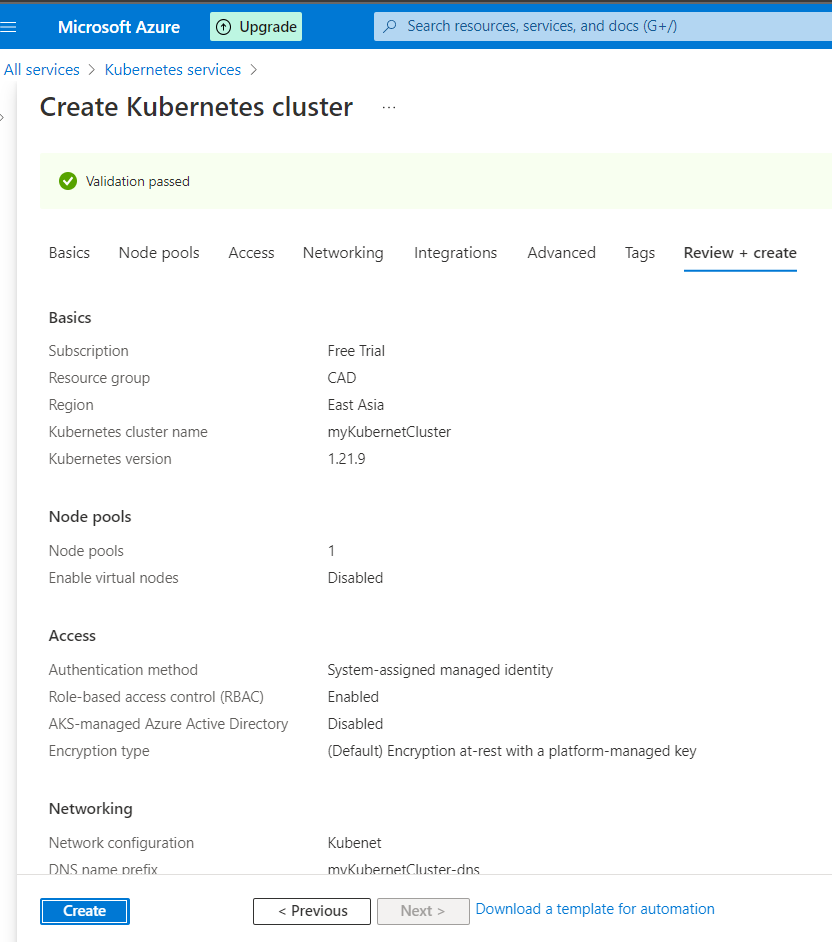 Microsoft Azure Upgrade Search resources, services, and docs (G+/)
All services > Kubernetes services >
Create Kubernetes cluster ...
Validation passed
Basics Node pools Access Networking Integrations Advanced Tags Review + create
Basics
Subscription Free Trial
Resource group CAD
Region East Asia
Kubernetes cluster name myKubernetCluster
Kubernetes version 1.21.9
Node pools
Node pools 1
Enable virtual nodes Disabled
Access
Authentication method System-assigned managed identity
Role-based access control (RBAC) Enabled
AKS-managed Azure Active Directory Disabled
Encryption type (Default) Encryption at-rest with a platform-managed key
Networking
Network configuration Kubenet
DNS name prefix myKubernetCluster-dns
Create < Previous Next > Download a template for automation